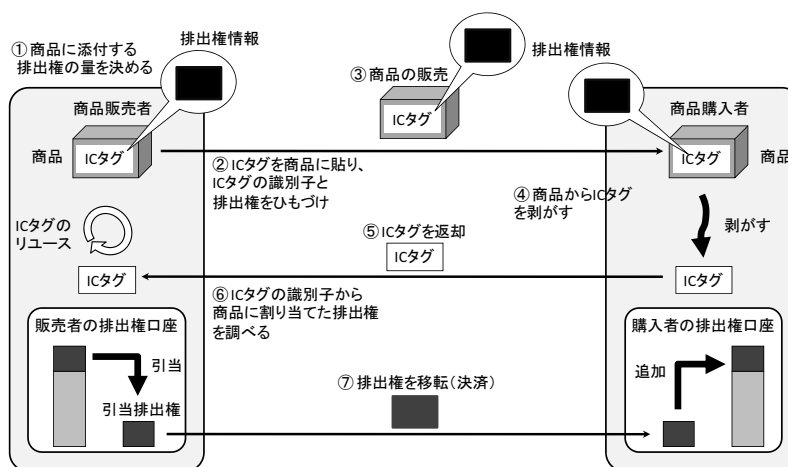 ①商品に添付する
排出権の量を決める
排出権情報
③商品の販売
排出権情報
商品販売者
商品購入者
ICタグ
商品
ICタグ
ICタグ
商品
②ICタグを商品に貼り、
ICタグの識別子と
排出権をひもづけ
④商品からICタグ
を剥がす
ICタグの
リユース
剥がす
⑤ICタグを返却
ICタグ
ICタグ
ICタグ
⑥ICタグの識別子から
商品に割り当てた排出権
を調べる
販売者の排出権口座
購入者の排出権口座
引当
追加
引当排出権
⑦排出権を移転(決済)